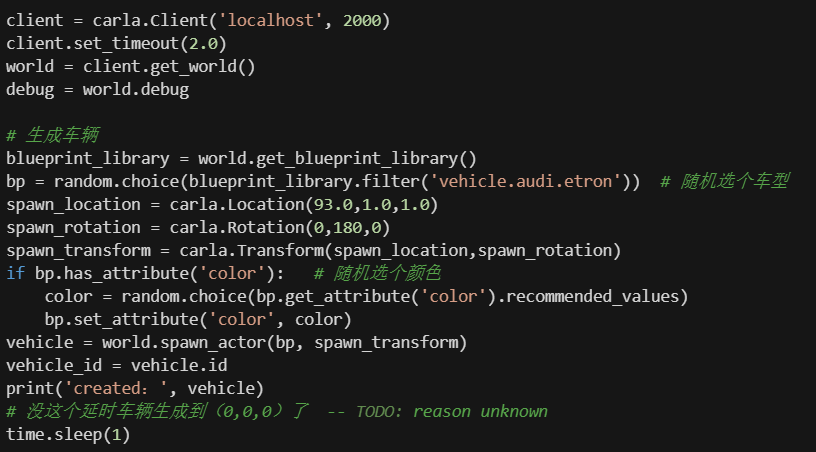 client = carla.Client('localhost', 2000)
client.set_timeout(2.0)
world = client.get_world()
debug = world.debug

# 生成车辆
blueprint_library = world.get_blueprint_library()
bp = random.choice(blueprint_library.filter('vehicle.audi.etron'))  # 随机选个车型
spawn_location = carla.Location(93.0,1.0,1.0)
spawn_rotation = carla.Rotation(0,180,0)
spawn_transform = carla.Transform(spawn_location,spawn_rotation)
if bp.has_attribute('color'):   # 随机选个颜色
    color = random.choice(bp.get_attribute('color').recommended_values)
    bp.set_attribute('color', color)
vehicle = world.spawn_actor(bp, spawn_transform)
vehicle_id = vehicle.id
print('created：', vehicle)
# 没这个延时车辆生成到（0,0,0）了  -- TODO: reason unknown
time.sleep(1)